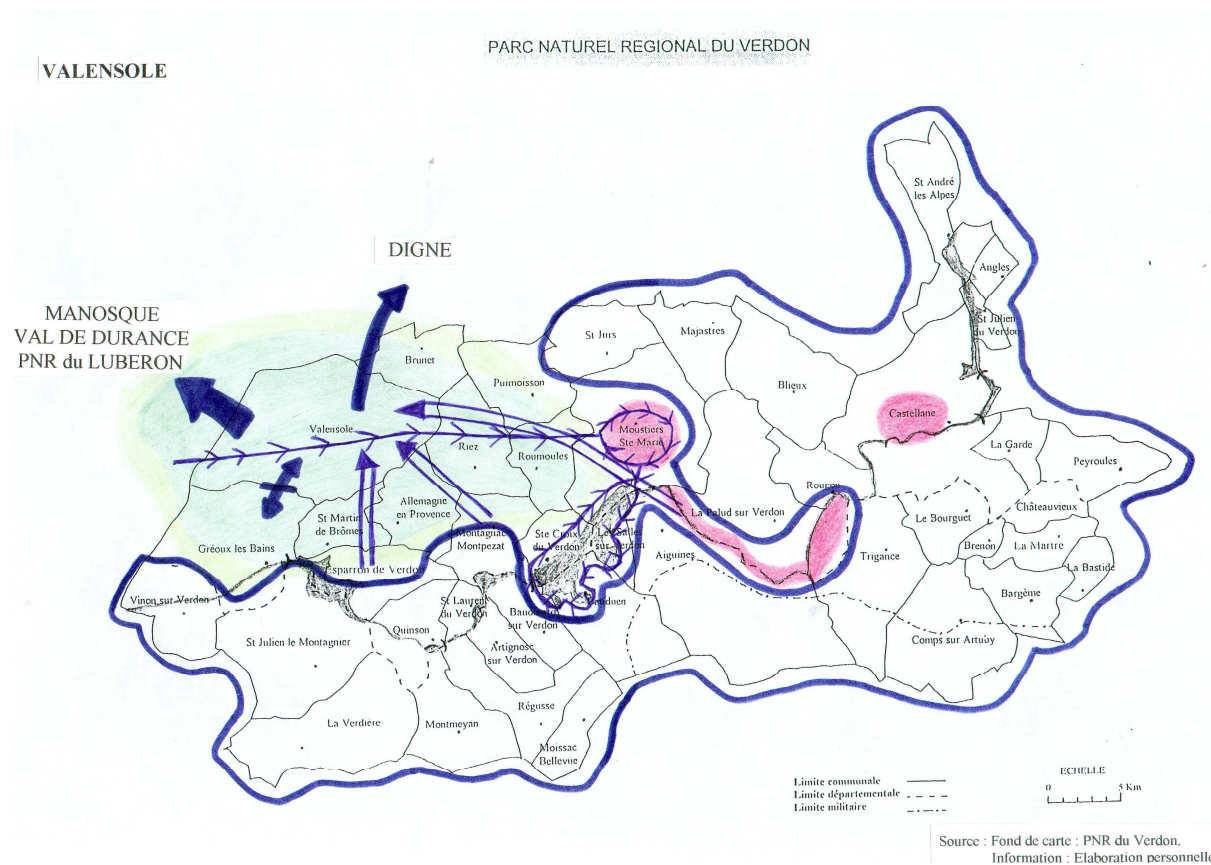 PARC NATUREL REGIONAL DU VERDON
VALENSOLE
St André
les Alpes
DIGNE
Angles
MANOSQUE
VAL DE DURANCE
PNR du LUBERON
St Julien
du Verdon
St Jurs
Majastres
Brunet
Puimoisson
Blieux
Castellane
Valensole
Moustiers
Ste Marie
Riez
Roumoules
La Garde
Peyroules
Rougon
Allemagne
en Provence
St Martin
de Brômes
La Palud sur Verdon
Châteauvieux
Le Bourguet
Montagnac
Montpezat
Ste Croix
du Verdon
Les Salles
sur Verdon
Gréoux les Bains
Aiguines
Trigance
Brenon
La Martre
Esparron de Verdon
La Bastide
Vinon sur Verdon
Bauduen
Bargème
St Laurent
du Verdon
Baudinard
sur Verdon
Quinson
St Julien le Montagnier
Artignosc
sur Verdon
Comps sur Artuby
Régusse
La Verdière
Montmeyan
Moissac
Bellevue
Limite communale
Limite départementale
Limite militaire
ECHELLE
0 5 Km
Source : Fond de carte : PNR du Verdon,
Information : Elaboration personnelle